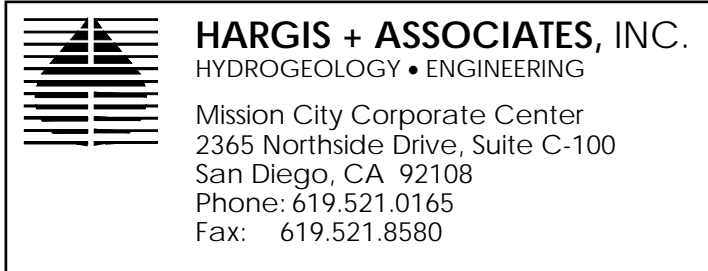 HARGIS + ASSOCIATES, INC.
HYDROGEOLOGY • ENGINEERING
Mission City Corporate Center
2365 Northside Drive, Suite C-100
San Diego, CA 92108
Phone: 619.521.0165
Fax: 619.521.8580